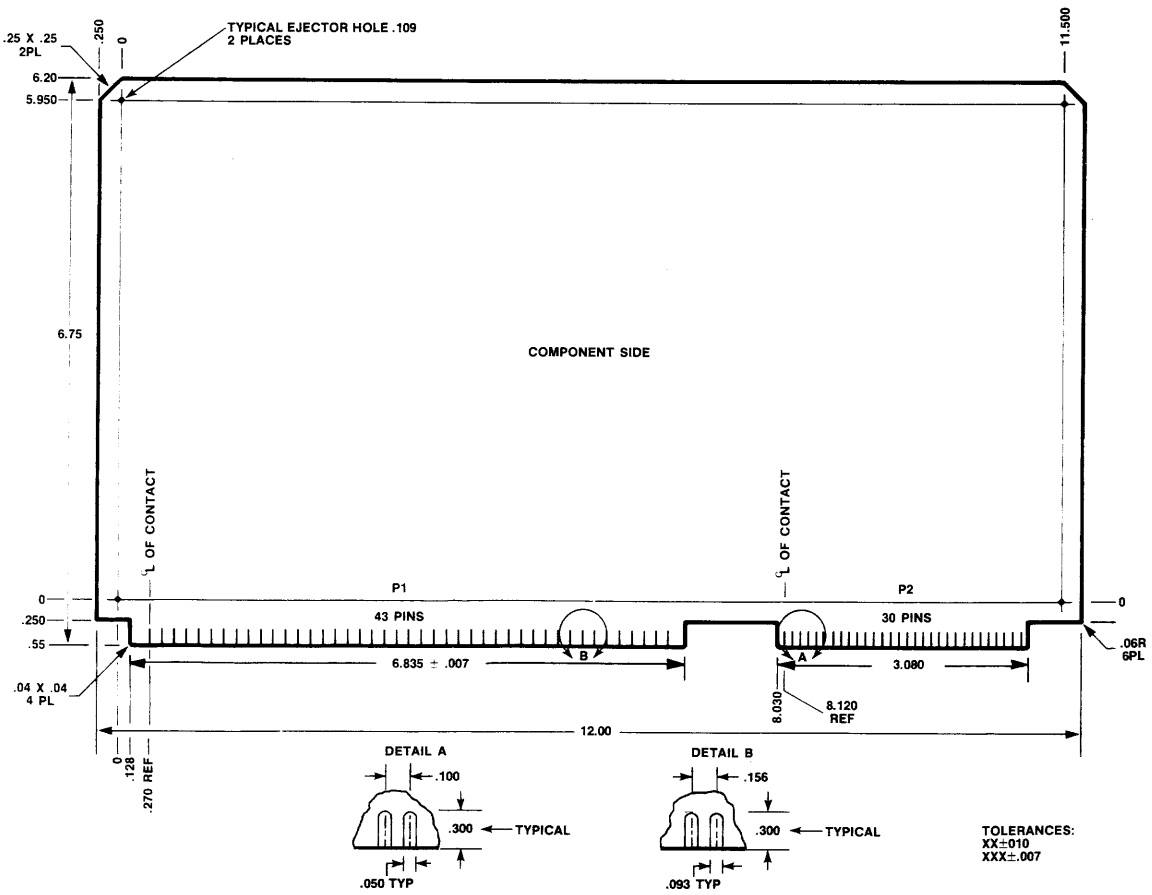 .25 X .25
2PL
.250
0
TYPICAL EJECTOR HOLE .109
2 PLACES
11.500
6.20
5.950
6.75
COMPONENT SIDE
℄ OF CONTACT
℄ OF CONTACT
P1
P2
0
0
.250
43 PINS
30 PINS
.55
B
A
.06R
6PL
6.835 ± .007
3.080
.04 X .04
4 PL
8.030
8.120
REF
12.00
0
.128
.270 REF
DETAIL A
DETAIL B
.100
.156
.300
TYPICAL
.300
TYPICAL
.050 TYP
.093 TYP
TOLERANCES:
XX±010
XXX±.007